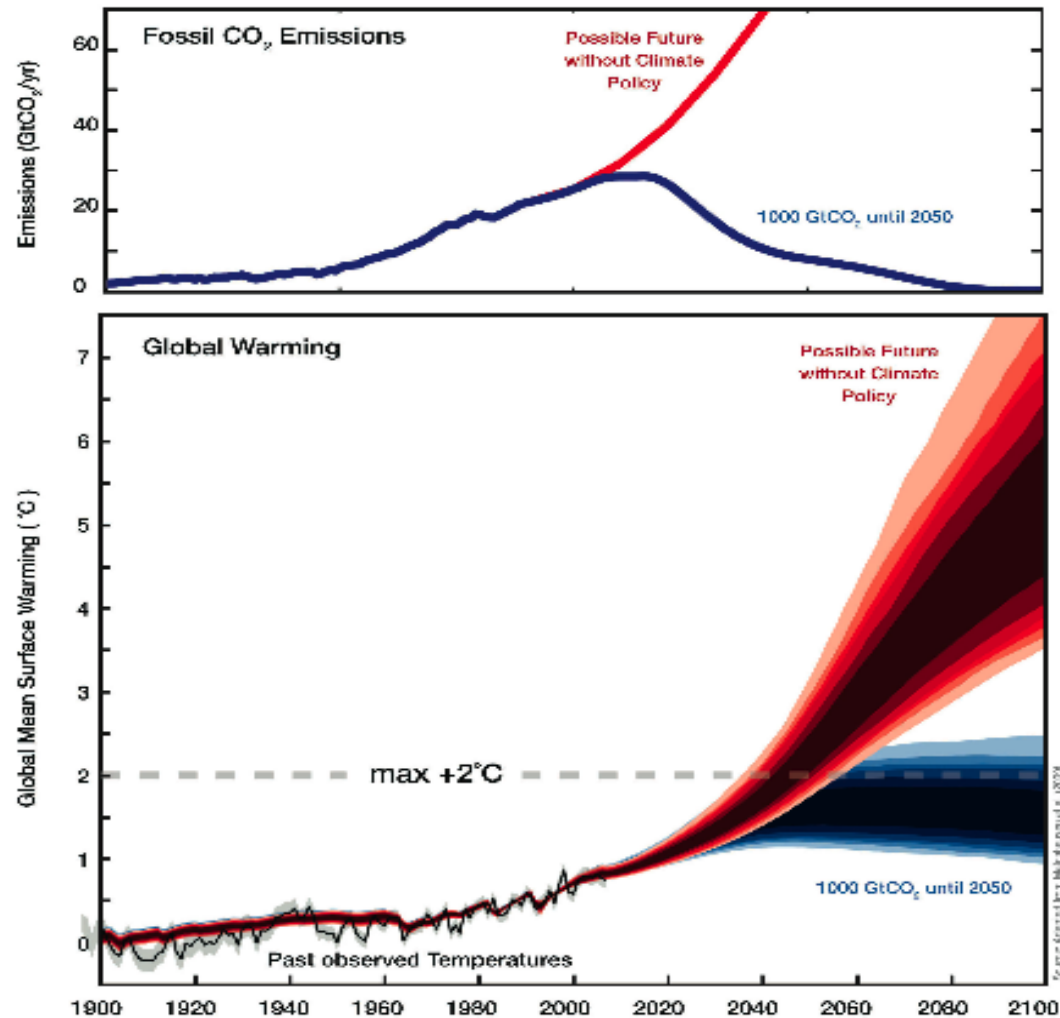 Fossil CO₂ Emissions
Possible Future
without Climate
Policy
1000 GtCO₂ until 2050
Emissions (GtCO₂/yr)
60
40
20
0
Global Warming
Possible Future
without Climate
Policy
Global Mean Surface Warming (°C)
7
6
5
4
3
2
1
0
max +2°C
1000 GtCO₂ until 2050
Past observed Temperatures
1900 1920 1940 1960 1980 2000 2020 2040 2060 2080 2100